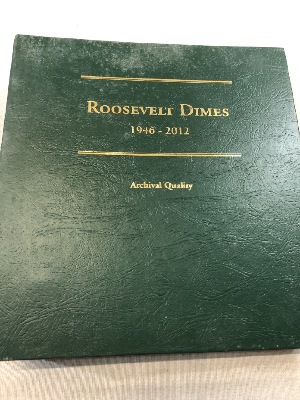 Roosevelt Dimes
1946 - 2012
Archival Quality